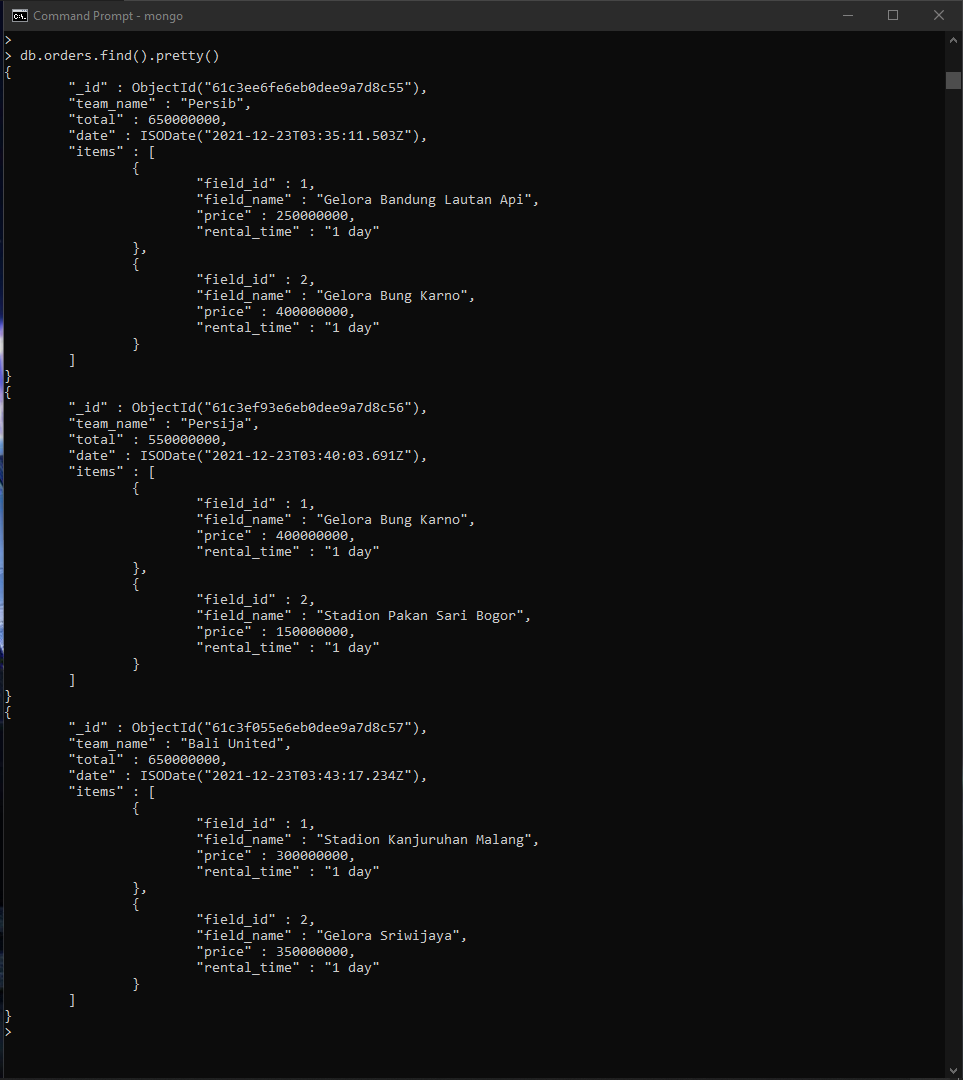 Command Prompt - mongo
>
> db.orders.find().pretty()
{
        "_id" : ObjectId("61c3ee6fe6eb0dee9a7d8c55"),
        "team_name" : "Persib",
        "total" : 650000000,
        "date" : ISODate("2021-12-23T03:35:11.503Z"),
        "items" : [
                {
                        "field_id" : 1,
                        "field_name" : "Gelora Bandung Lautan Api",
                        "price" : 250000000,
                        "rental_time" : "1 day"
                },
                {
                        "field_id" : 2,
                        "field_name" : "Gelora Bung Karno",
                        "price" : 400000000,
                        "rental_time" : "1 day"
                }
        ]
}
{
        "_id" : ObjectId("61c3ef93e6eb0dee9a7d8c56"),
        "team_name" : "Persija",
        "total" : 550000000,
        "date" : ISODate("2021-12-23T03:40:03.691Z"),
        "items" : [
                {
                        "field_id" : 1,
                        "field_name" : "Gelora Bung Karno",
                        "price" : 400000000,
                        "rental_time" : "1 day"
                },
                {
                        "field_id" : 2,
                        "field_name" : "Stadion Pakan Sari Bogor",
                        "price" : 150000000,
                        "rental_time" : "1 day"
                }
        ]
}
{
        "_id" : ObjectId("61c3f055e6eb0dee9a7d8c57"),
        "team_name" : "Bali United",
        "total" : 650000000,
        "date" : ISODate("2021-12-23T03:43:17.234Z"),
        "items" : [
                {
                        "field_id" : 1,
                        "field_name" : "Stadion Kanjuruhan Malang",
                        "price" : 300000000,
                        "rental_time" : "1 day"
                },
                {
                        "field_id" : 2,
                        "field_name" : "Gelora Sriwijaya",
                        "price" : 350000000,
                        "rental_time" : "1 day"
                }
        ]
}
>